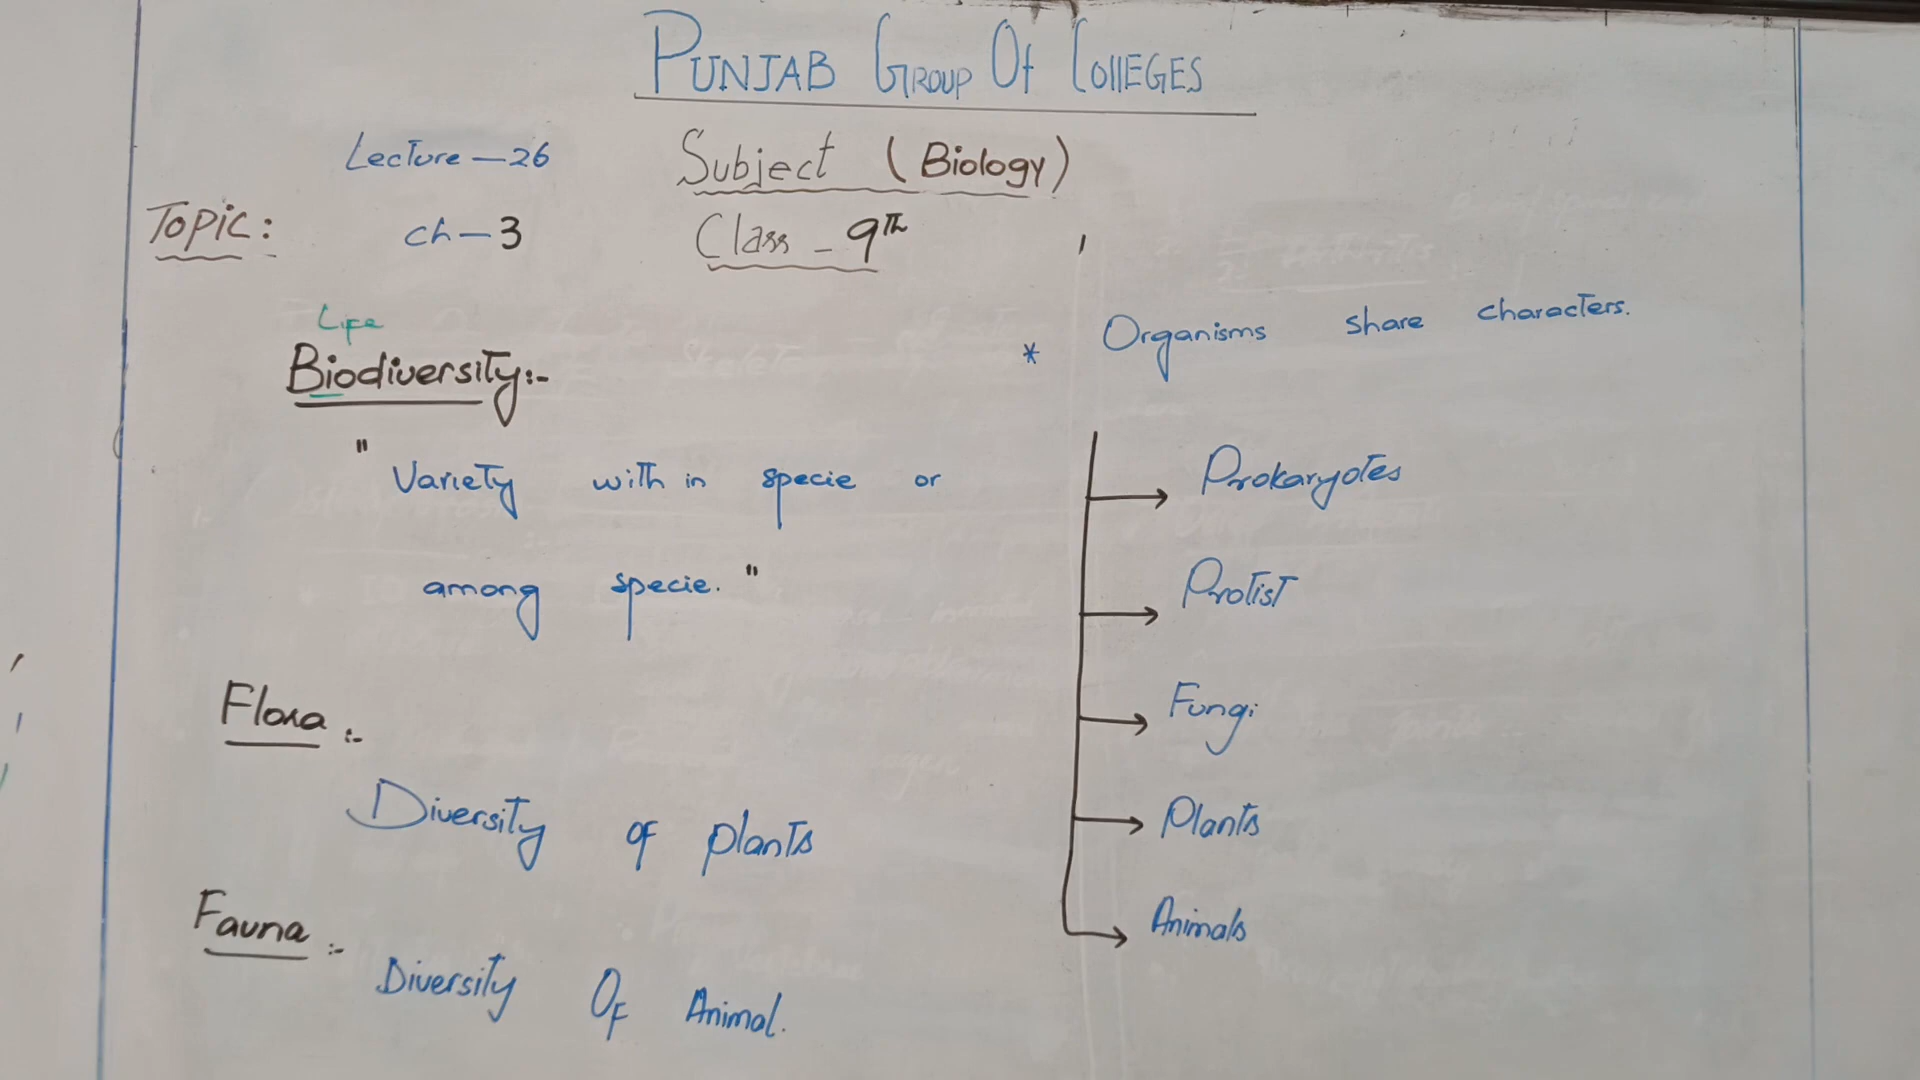 PUNJAB GROUP OF COllEGES
Lecture - 26
Subject (Biology)
Topic:
ch - 3
Class - 9Th
Life
Biodiversity:-
" Variety with in specie or
among specie. "
Flora :-
Diversity of plants
Fauna :-
Diversity Of Animal.
* Organisms share characters.
Prokaryotes
Protist
Fungi
Plants
Animals